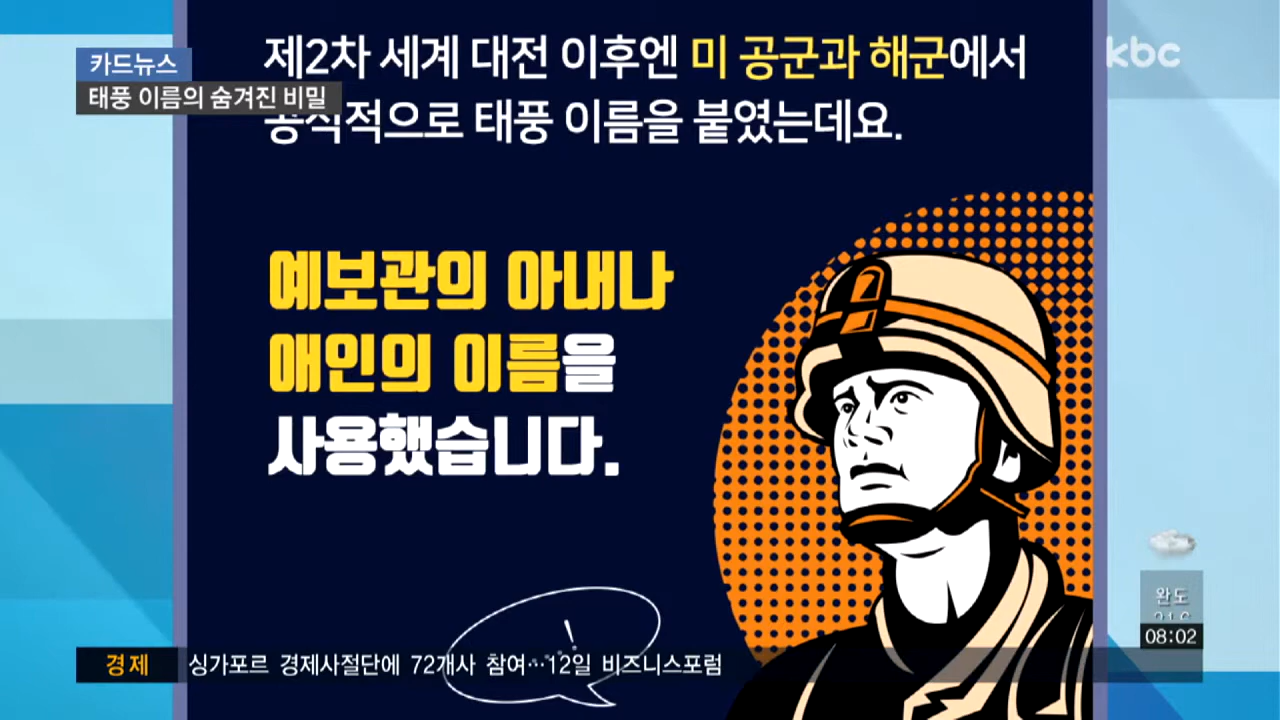 카드뉴스
태풍 이름의 숨겨진 비밀
제2차 세계 대전 이후엔 미 공군과 해군에서
공식적으로 태풍 이름을 붙였는데요.
kbc
예보관의 아내나
애인의 이름을
사용했습니다.
!
완도
08:02
경제 싱가포르 경제사절단에 72개사 참여…12일 비즈니스포럼